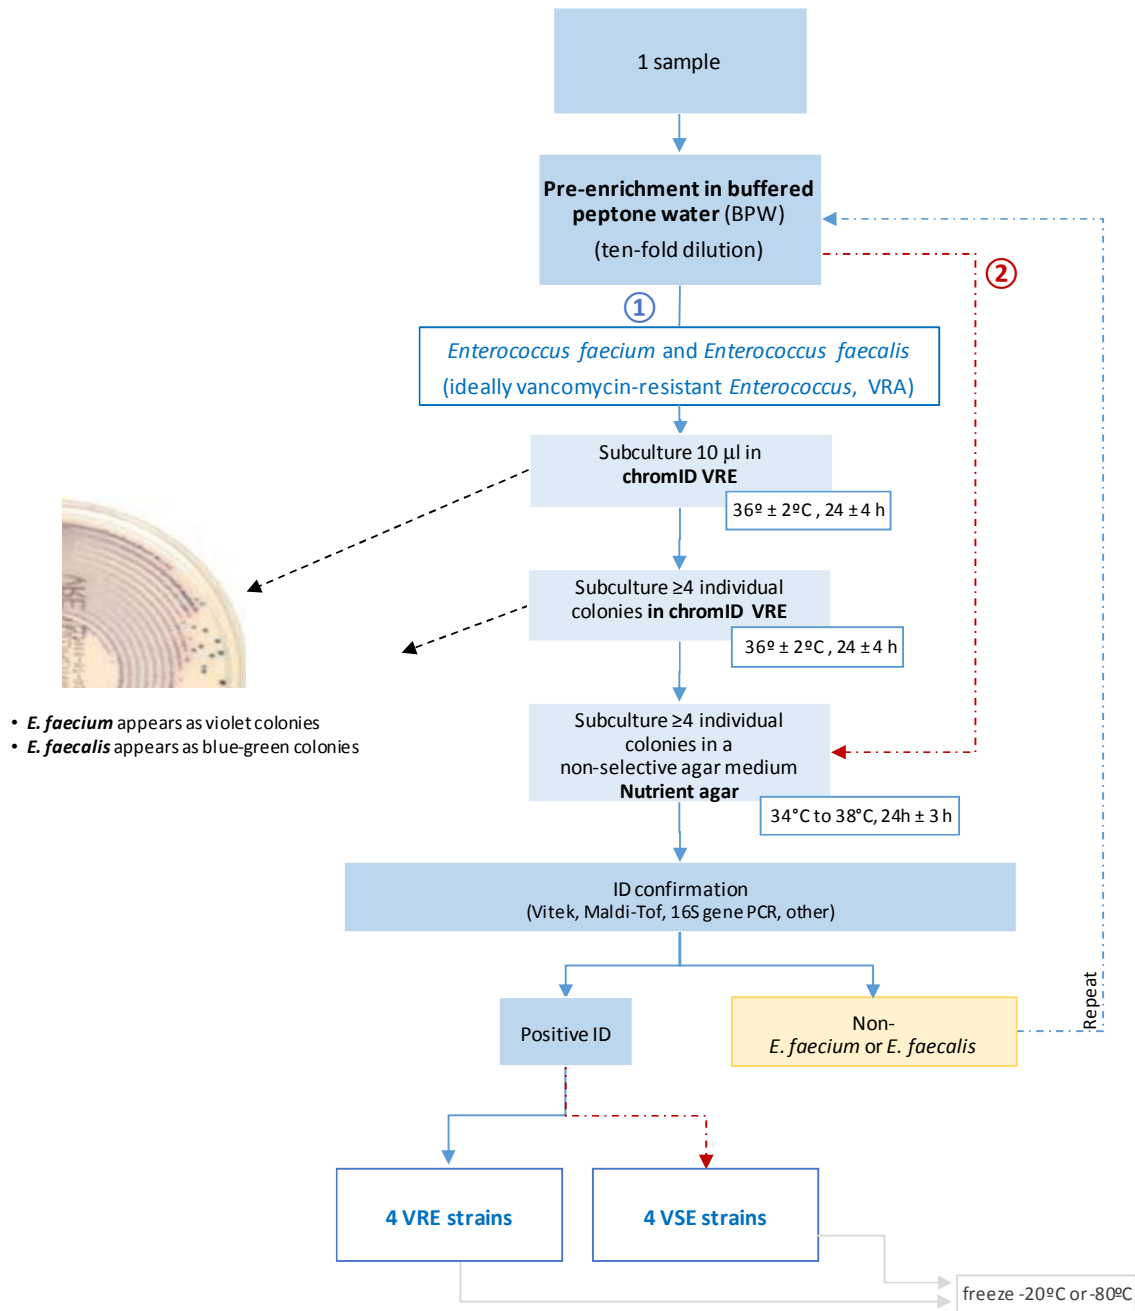 1 sample
Pre-enrichment in buffered
peptone water (BPW)
(ten-fold dilution)
①
②
Enterococcus faecium and Enterococcus faecalis
(ideally vancomycin-resistant Enterococcus, VRA)
Subculture 10 µl in
chromID VRE
36º ± 2ºC , 24 ± 4 h
Subculture ≥4 individual
colonies in chromID VRE
36º ± 2ºC , 24 ± 4 h
• E. faecium appears as violet colonies
• E. faecalis appears as blue-green colonies
Subculture ≥4 individual
colonies in a
non-selective agar medium
Nutrient agar
34°C to 38°C, 24h ± 3 h
ID confirmation
(Vitek, Maldi-Tof, 16S gene PCR, other)
Positive ID
Non-
E. faecium or E. faecalis
Repeat
4 VRE strains
4 VSE strains
freeze -20ºC or -80ºC